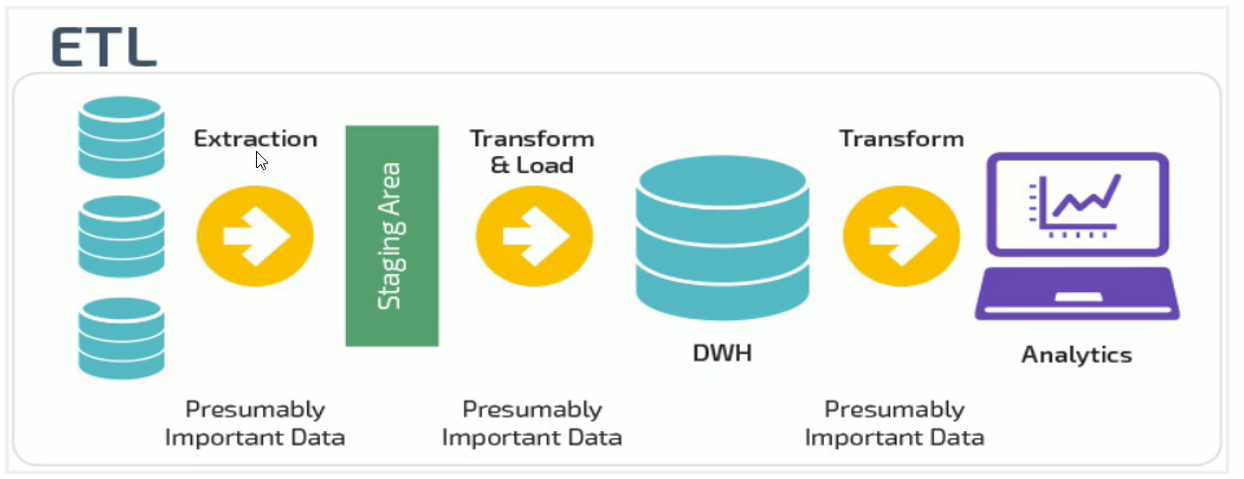 ETL
Extraction
Staging Area
Transform
& Load
Transform
DWH
Analytics
Presumably
Important Data
Presumably
Important Data
Presumably
Important Data